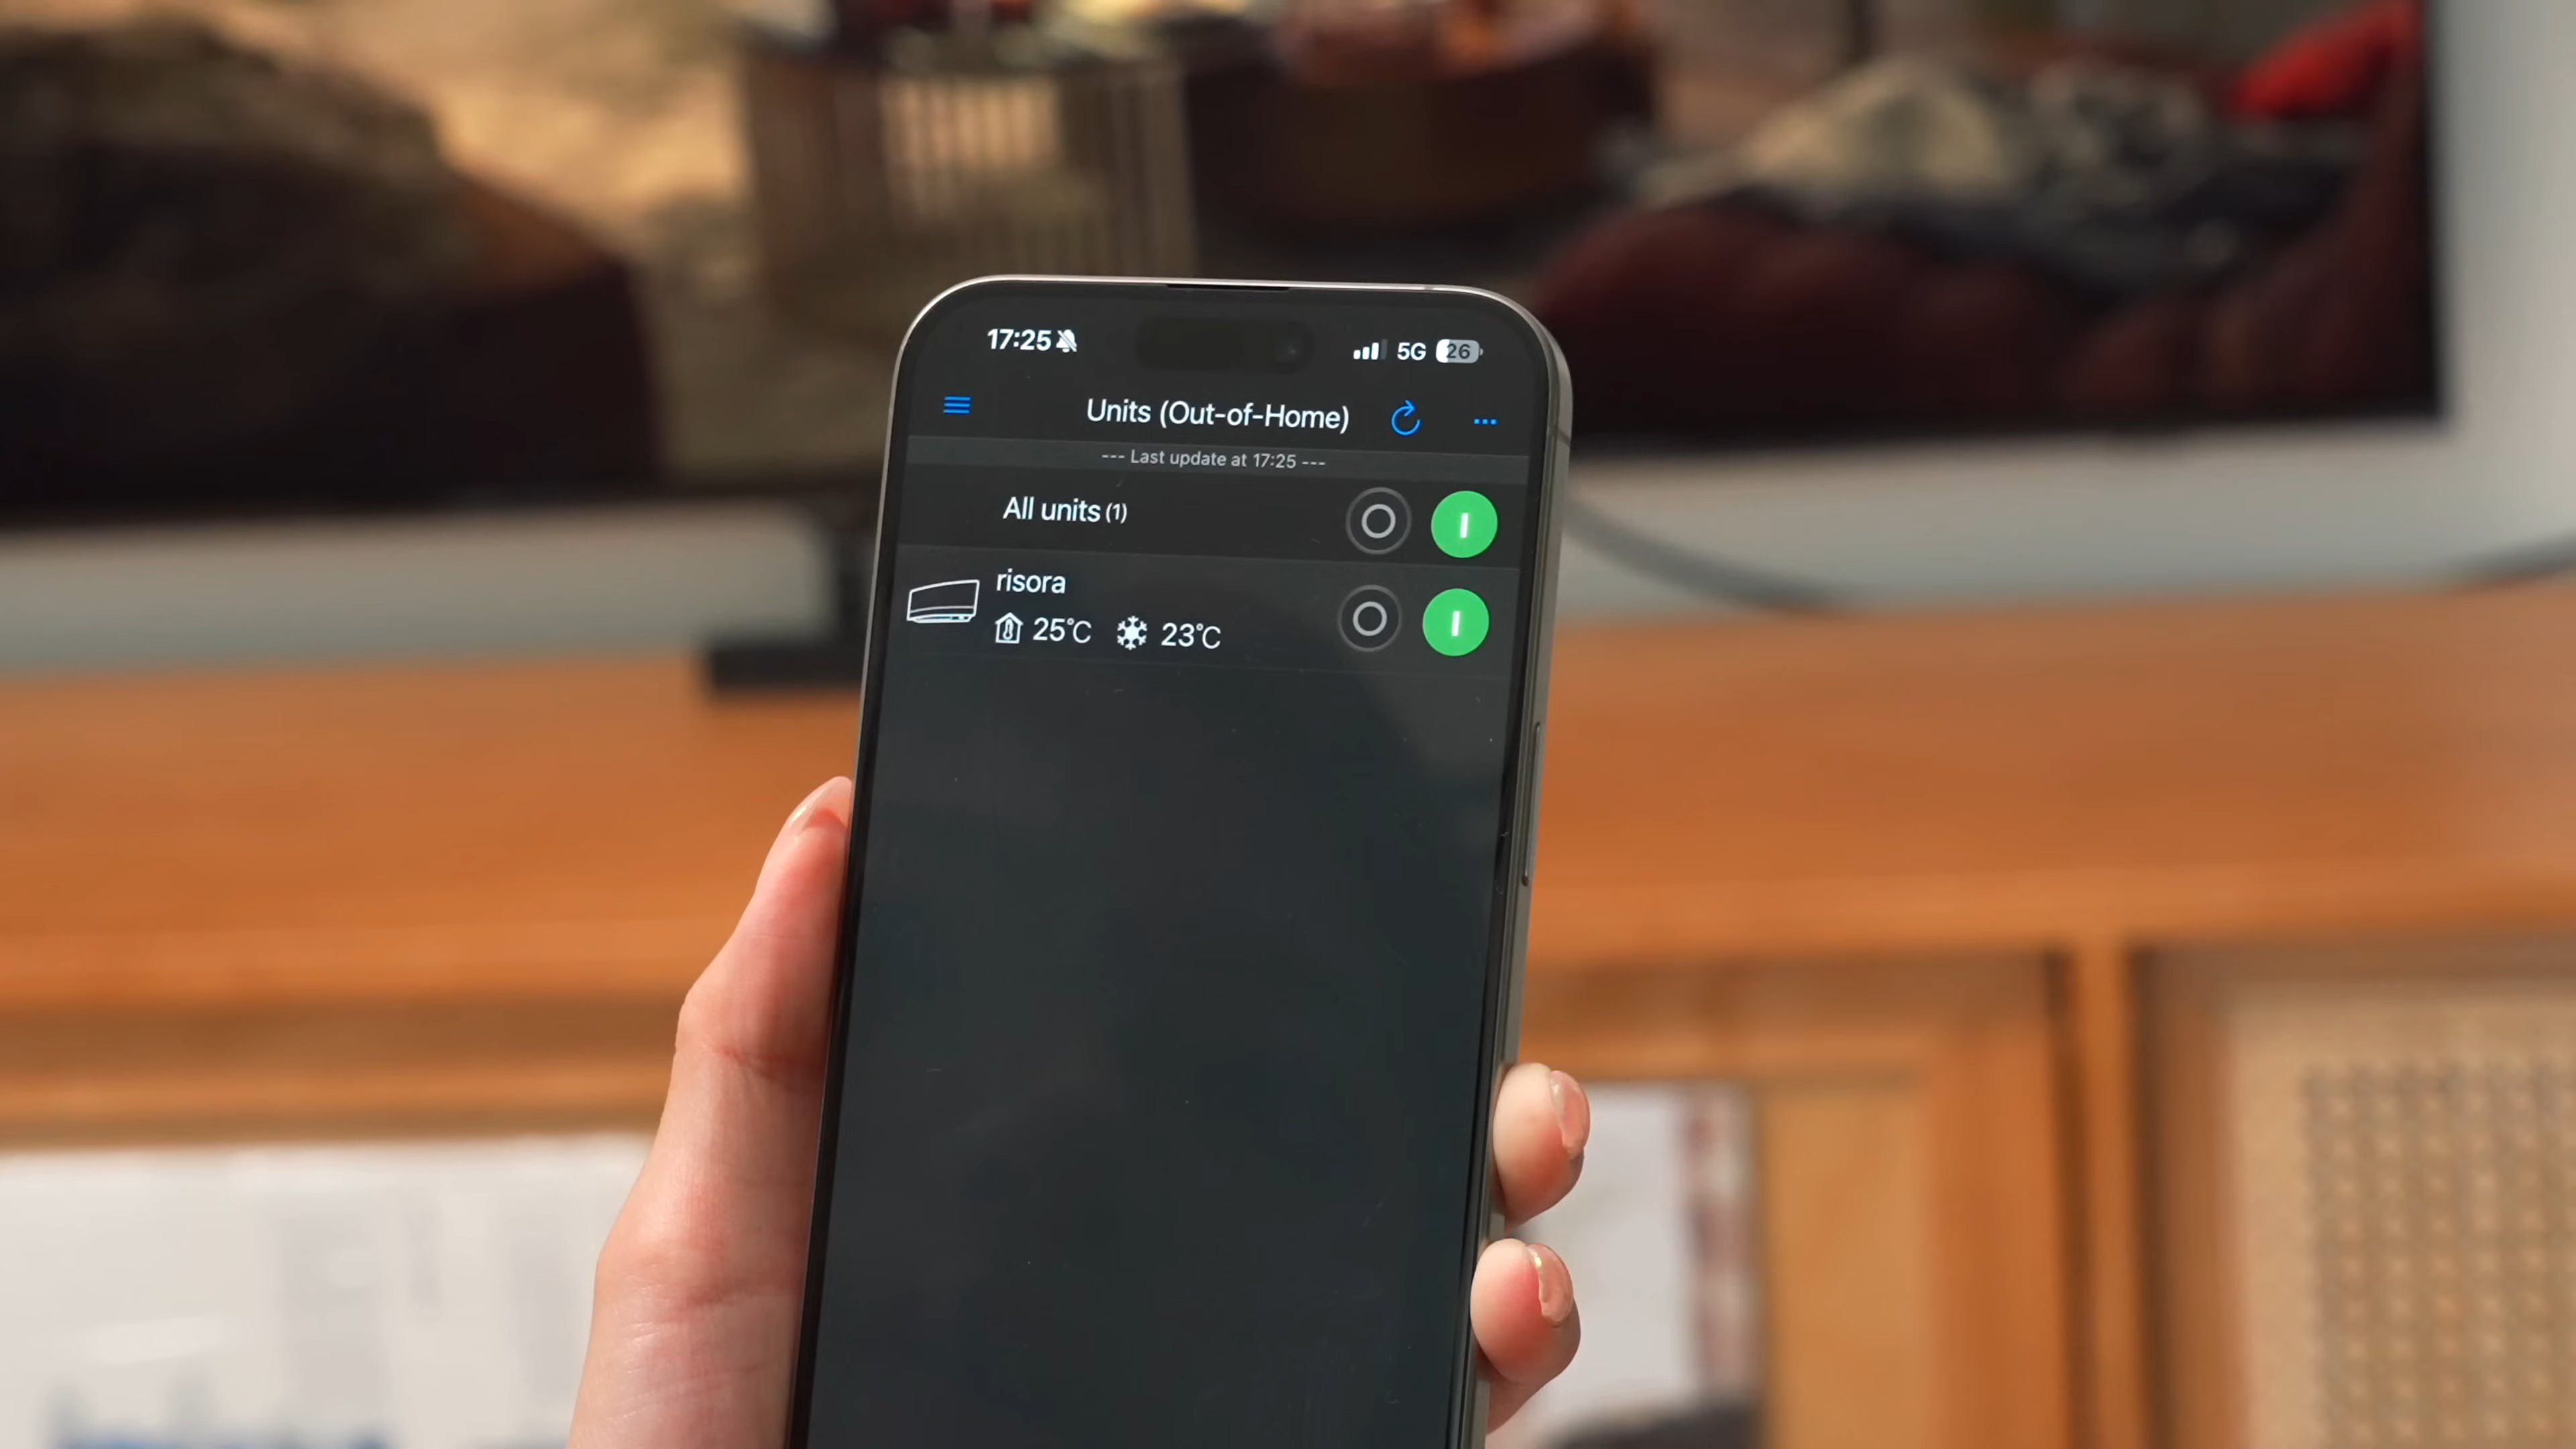 17:25
5G 26
Units (Out-of-Home)
--- Last update at 17:25 ---
All units (1)
risora
25°C 23°C